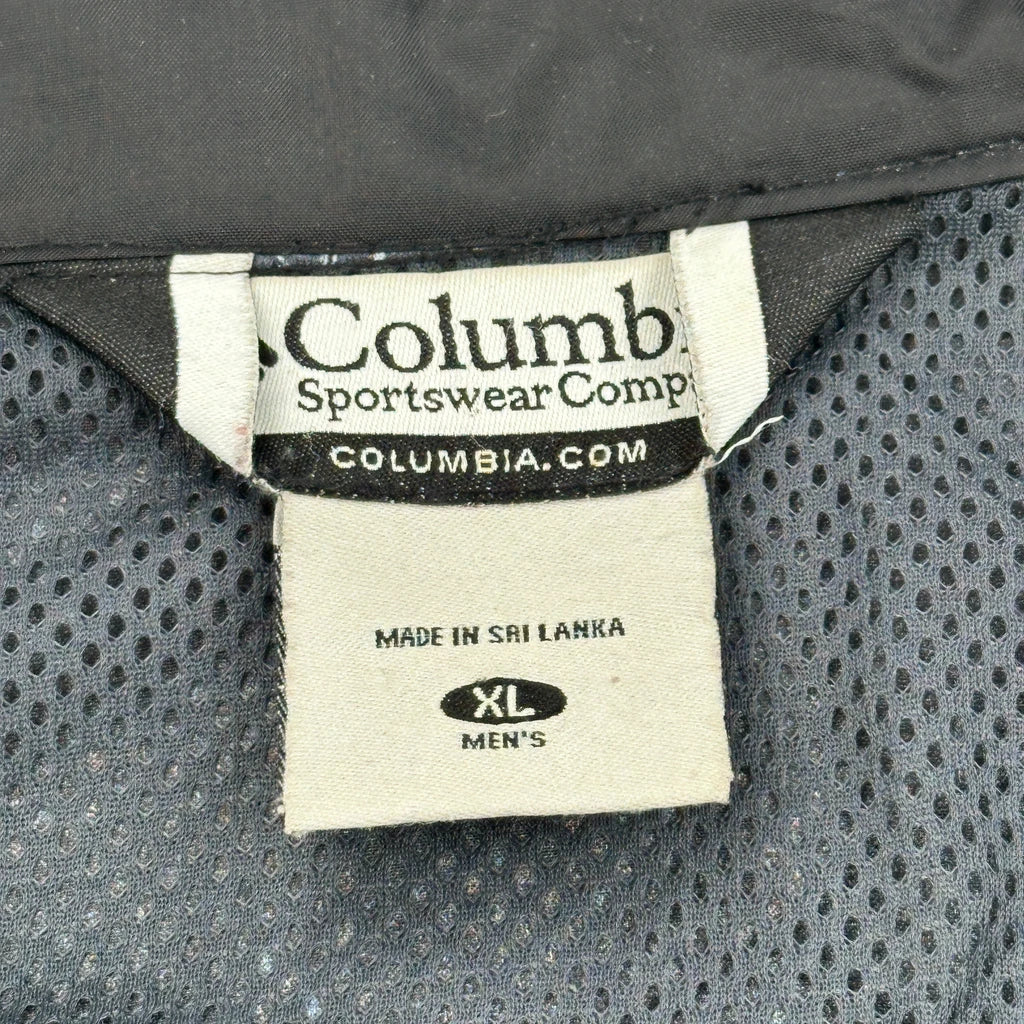 Columb
Sportswear Comp
COLUMBIA.COM
MADE IN SRI LANKA
XL
MEN'S